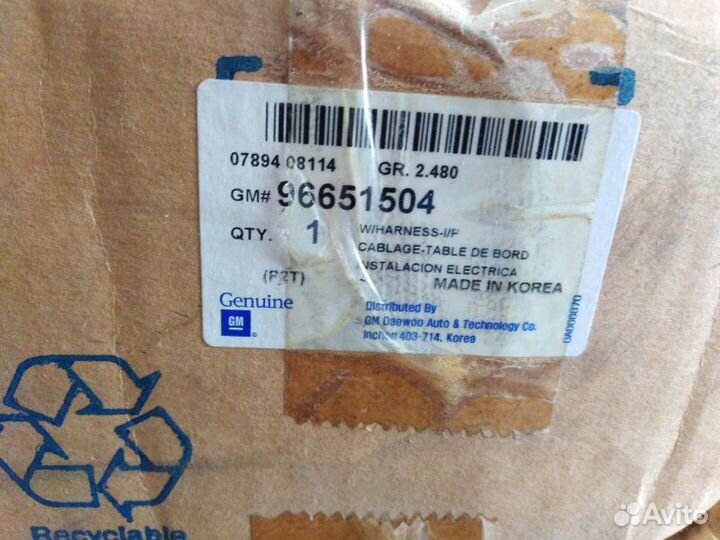 07894 08114 GR. 2.480
GM# 96651504
QTY. 1
W/HARNESS-I/P
CABLAGE-TABLE DE BORD
INSTALACION ELECTRICA
(P2T)
MADE IN KOREA
Genuine
GM
Distributed By
GM Daewoo Auto & Technology Co.
Incheon 403-714, Korea
GA000070
Recyclable
Avito